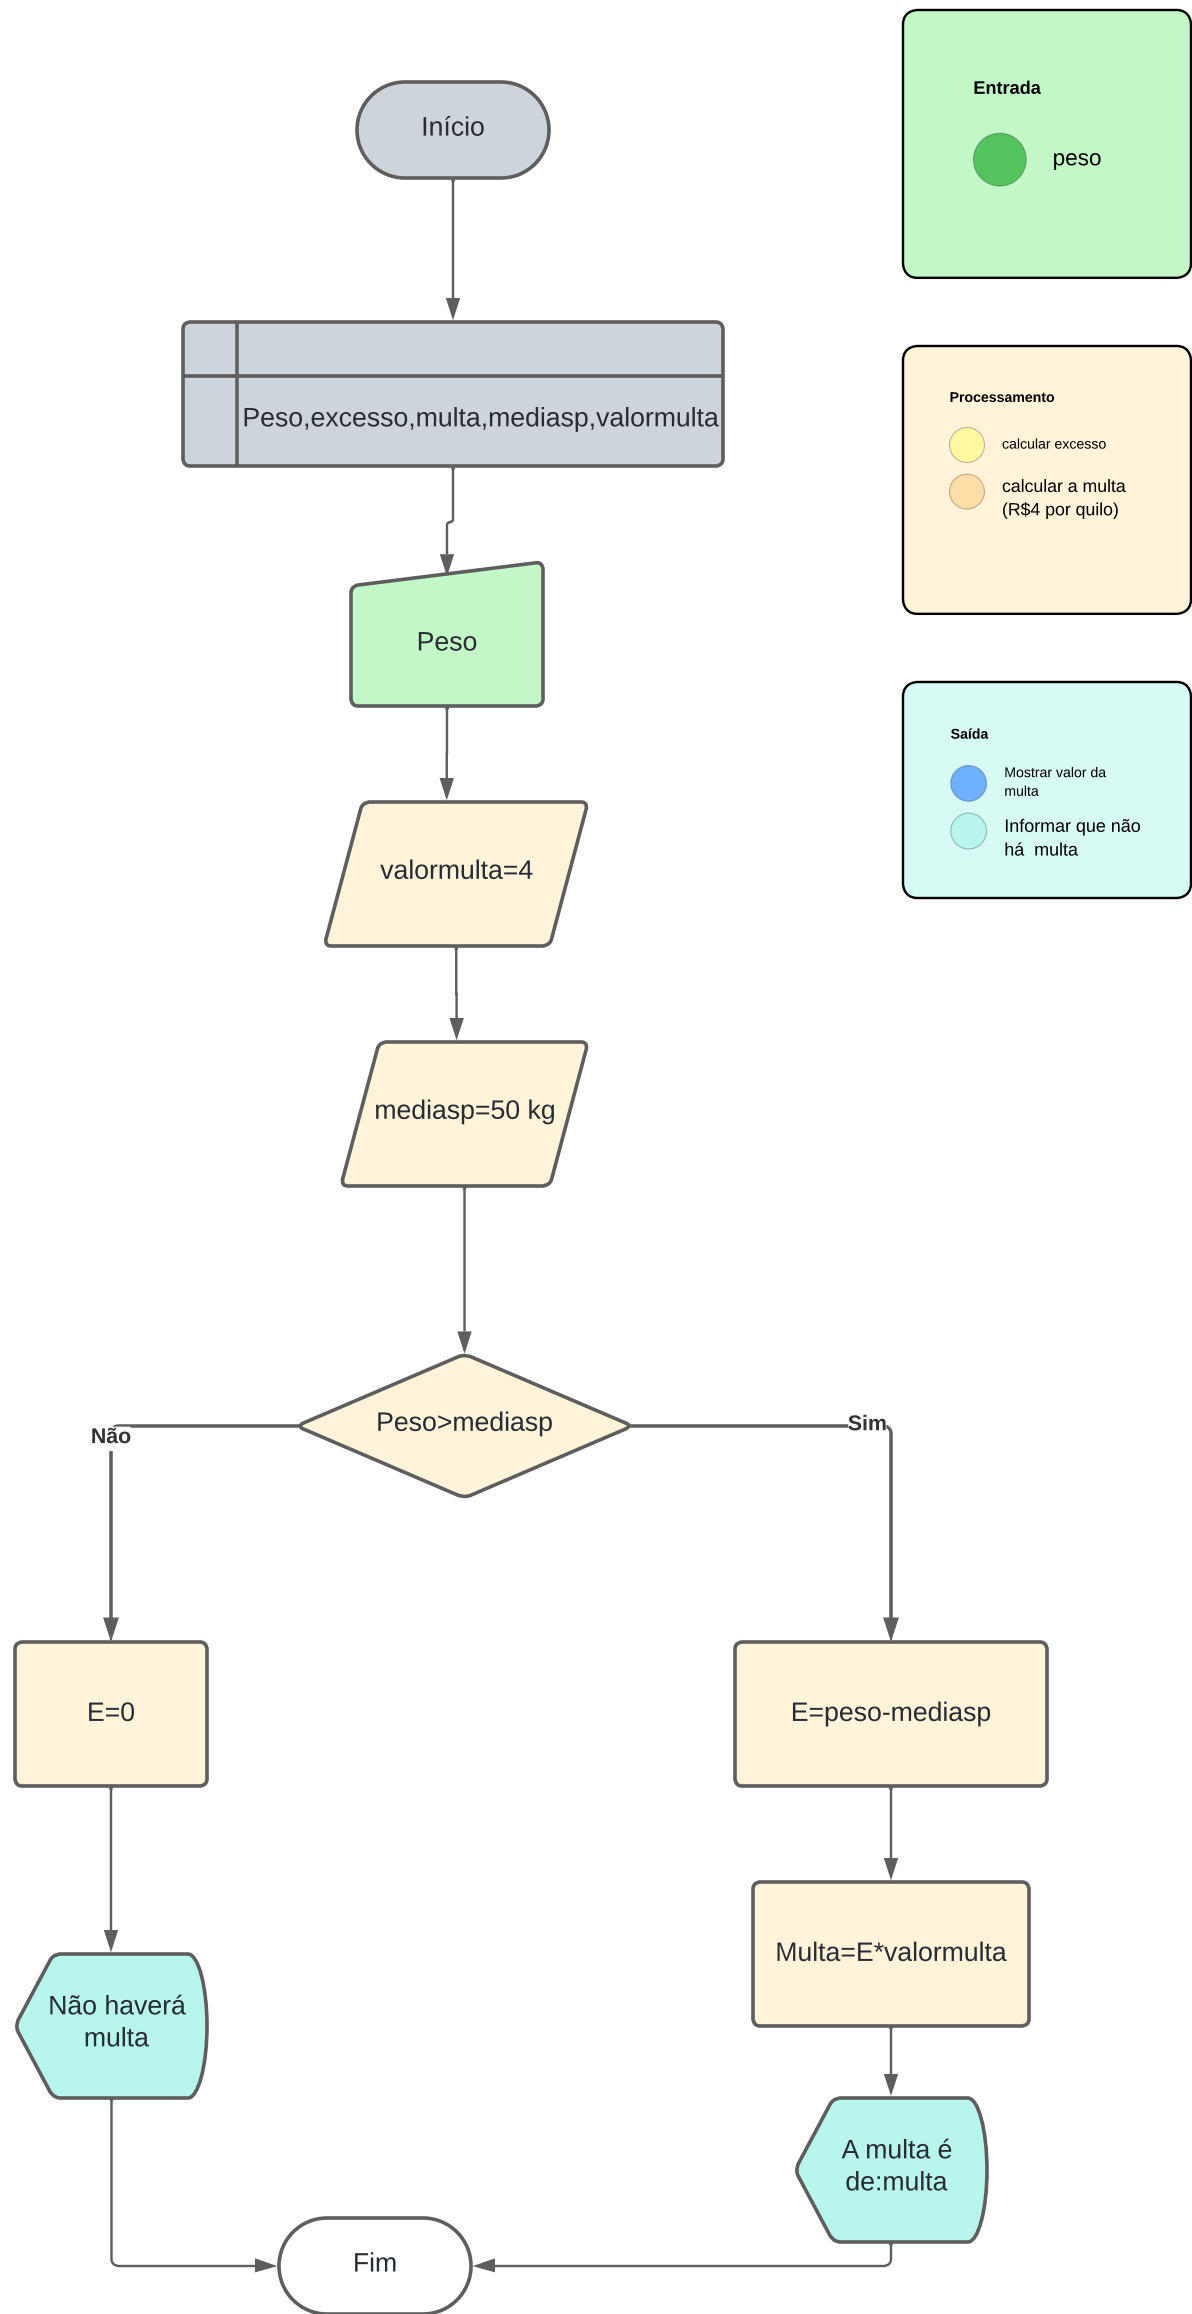 Início
Peso,excesso,multa,mediasp,valormulta
Peso
valormulta=4
mediasp=50 kg
Peso>mediasp
Não
Sim
E=0
E=peso-mediasp
Multa=E*valormulta
Não haverá
multa
A multa é
de:multa
Fim
Entrada
peso
Processamento
calcular excesso
calcular a multa
(R$4 por quilo)
Saída
Mostrar valor da
multa
Informar que não
há  multa